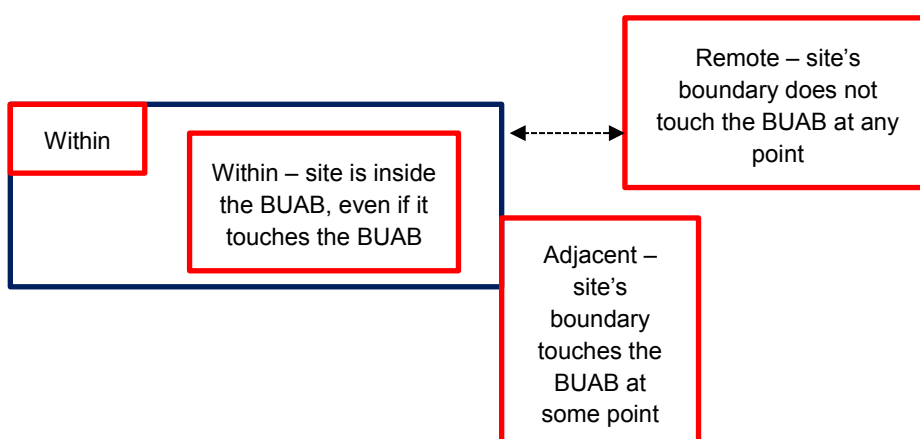 Remote – site’s
boundary does not
touch the BUAB at any
point
Within
Within – site is inside
the BUAB, even if it
touches the BUAB
Adjacent –
site’s
boundary
touches the
BUAB at
some point